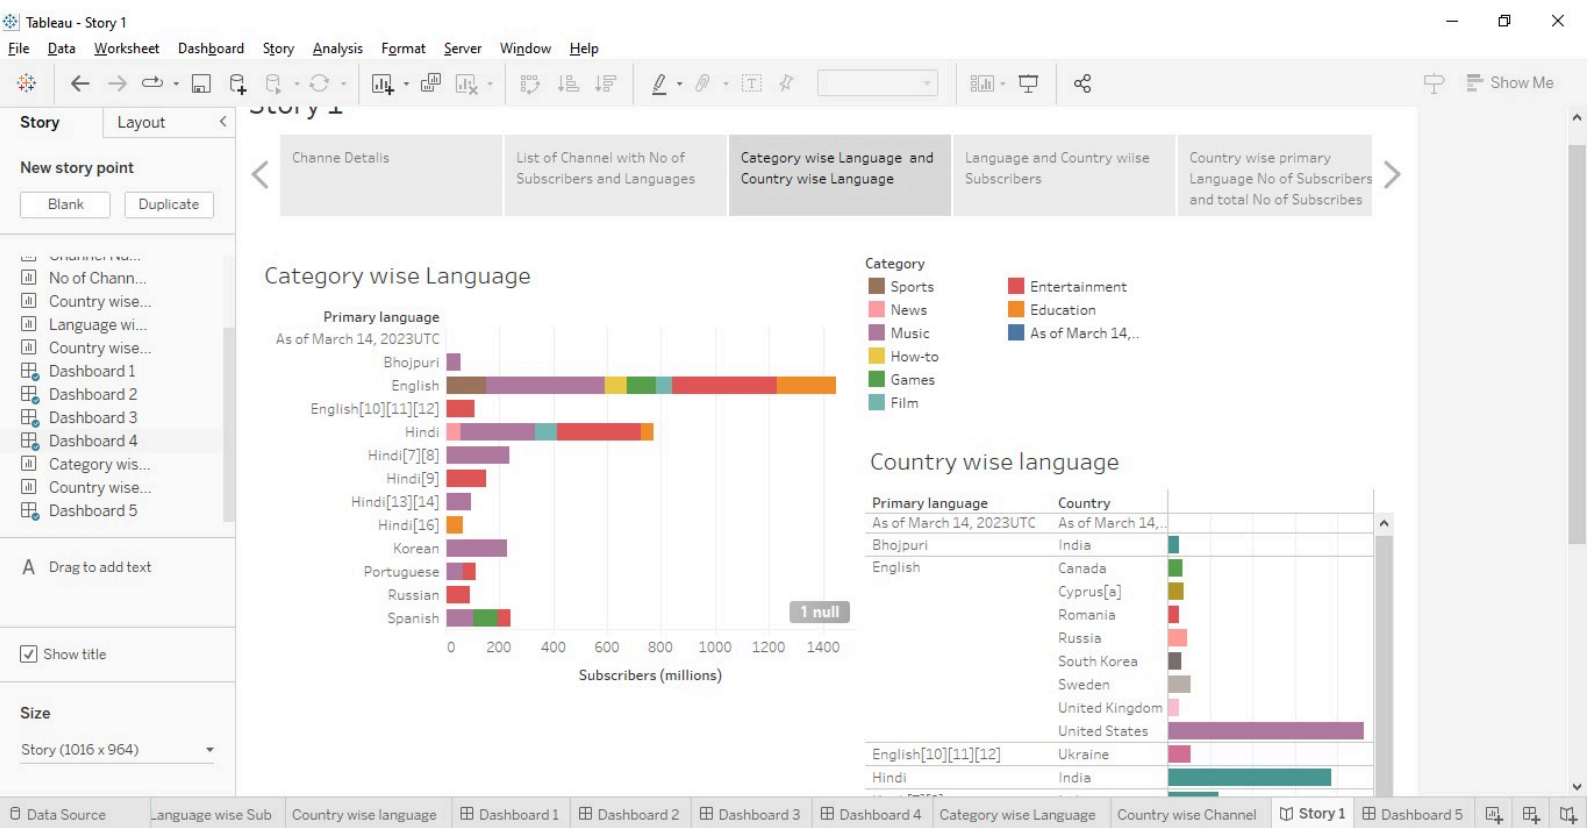 Tableau - Story 1
File Data Worksheet Dashboard Story Analysis Format Server Window Help
Show Me
Story Layout
Story 1
New story point
Blank Duplicate
No of Chann...
Country wise...
Language wi...
Country wise...
Dashboard 1
Dashboard 2
Dashboard 3
Dashboard 4
Category wis...
Country wise...
Dashboard 5
A Drag to add text
Show title
Size
Story (1016 x 964)
Channe Detalis
List of Channel with No of
Subscribers and Languages
Category wise Language and
Country wise Language
Language and Country wiise
Subscribers
Country wise primary
Language No of Subscribers
and total No of Subscribes
Category wise Language
Primary language
As of March 14, 2023UTC
Bhojpuri
English
English[10][11][12]
Hindi
Hindi[7][8]
Hindi[9]
Hindi[13][14]
Hindi[16]
Korean
Portuguese
Russian
Spanish
1 null
0 200 400 600 800 1000 1200 1400
Subscribers (millions)
Category
Sports Entertainment
News Education
Music As of March 14,..
How-to
Games
Film
Country wise language
Primary language Country
As of March 14, 2023UTC As of March 14,..
Bhojpuri India
English Canada
Cyprus[a]
Romania
Russia
South Korea
Sweden
United Kingdom
United States
English[10][11][12] Ukraine
Hindi India
Data Source Language wise Sub Country wise language Dashboard 1 Dashboard 2 Dashboard 3 Dashboard 4 Category wise Language Country wise Channel Story 1 Dashboard 5